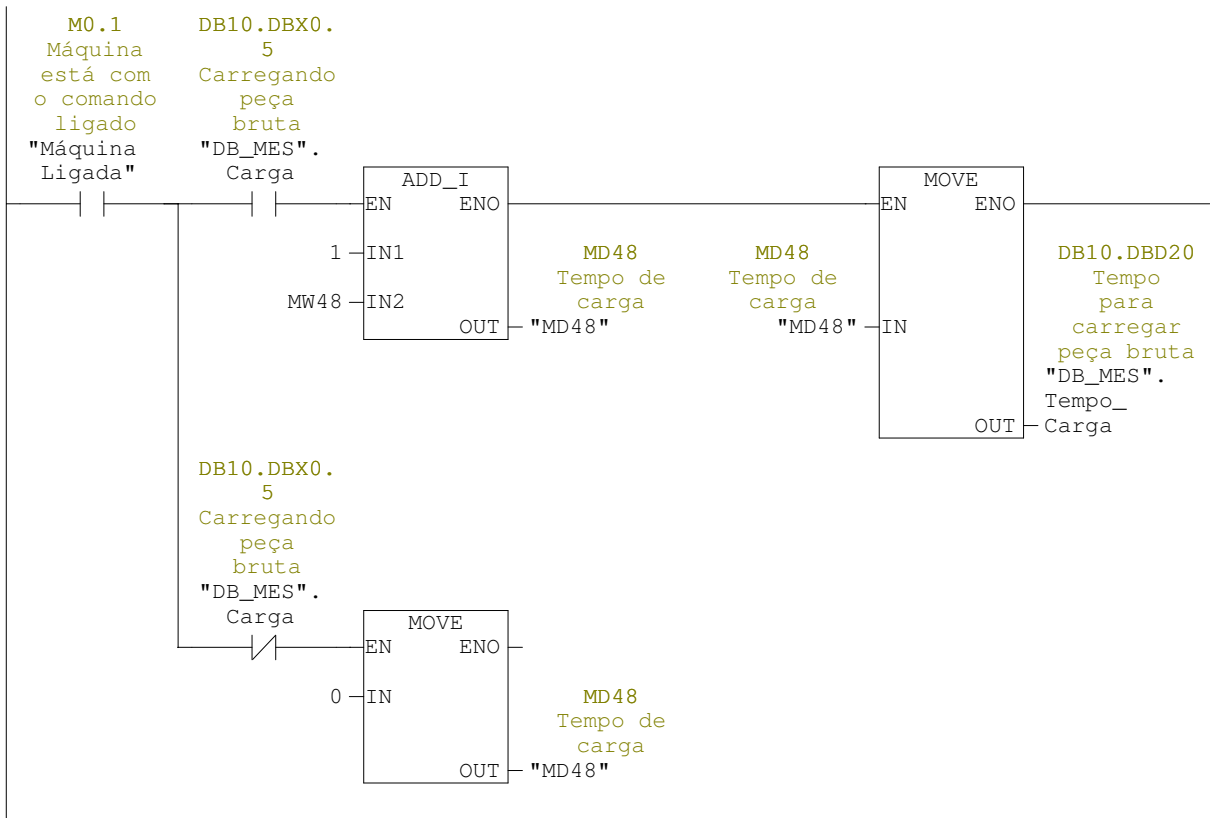 M0.1
Máquina
está com
o comando
ligado
"Máquina
Ligada"
DB10.DBX0.
5
Carregando
peça
bruta
"DB_MES".
Carga
ADD_I
EN ENO
1 IN1
MW48 IN2
OUT
MD48
Tempo de
carga
"MD48"
MOVE
EN ENO
MD48
Tempo de
carga
"MD48" IN
OUT
DB10.DBD20
Tempo
para
carregar
peça bruta
"DB_MES".
Tempo_
Carga
DB10.DBX0.
5
Carregando
peça
bruta
"DB_MES".
Carga
MOVE
EN ENO
0 IN
OUT
MD48
Tempo de
carga
"MD48"